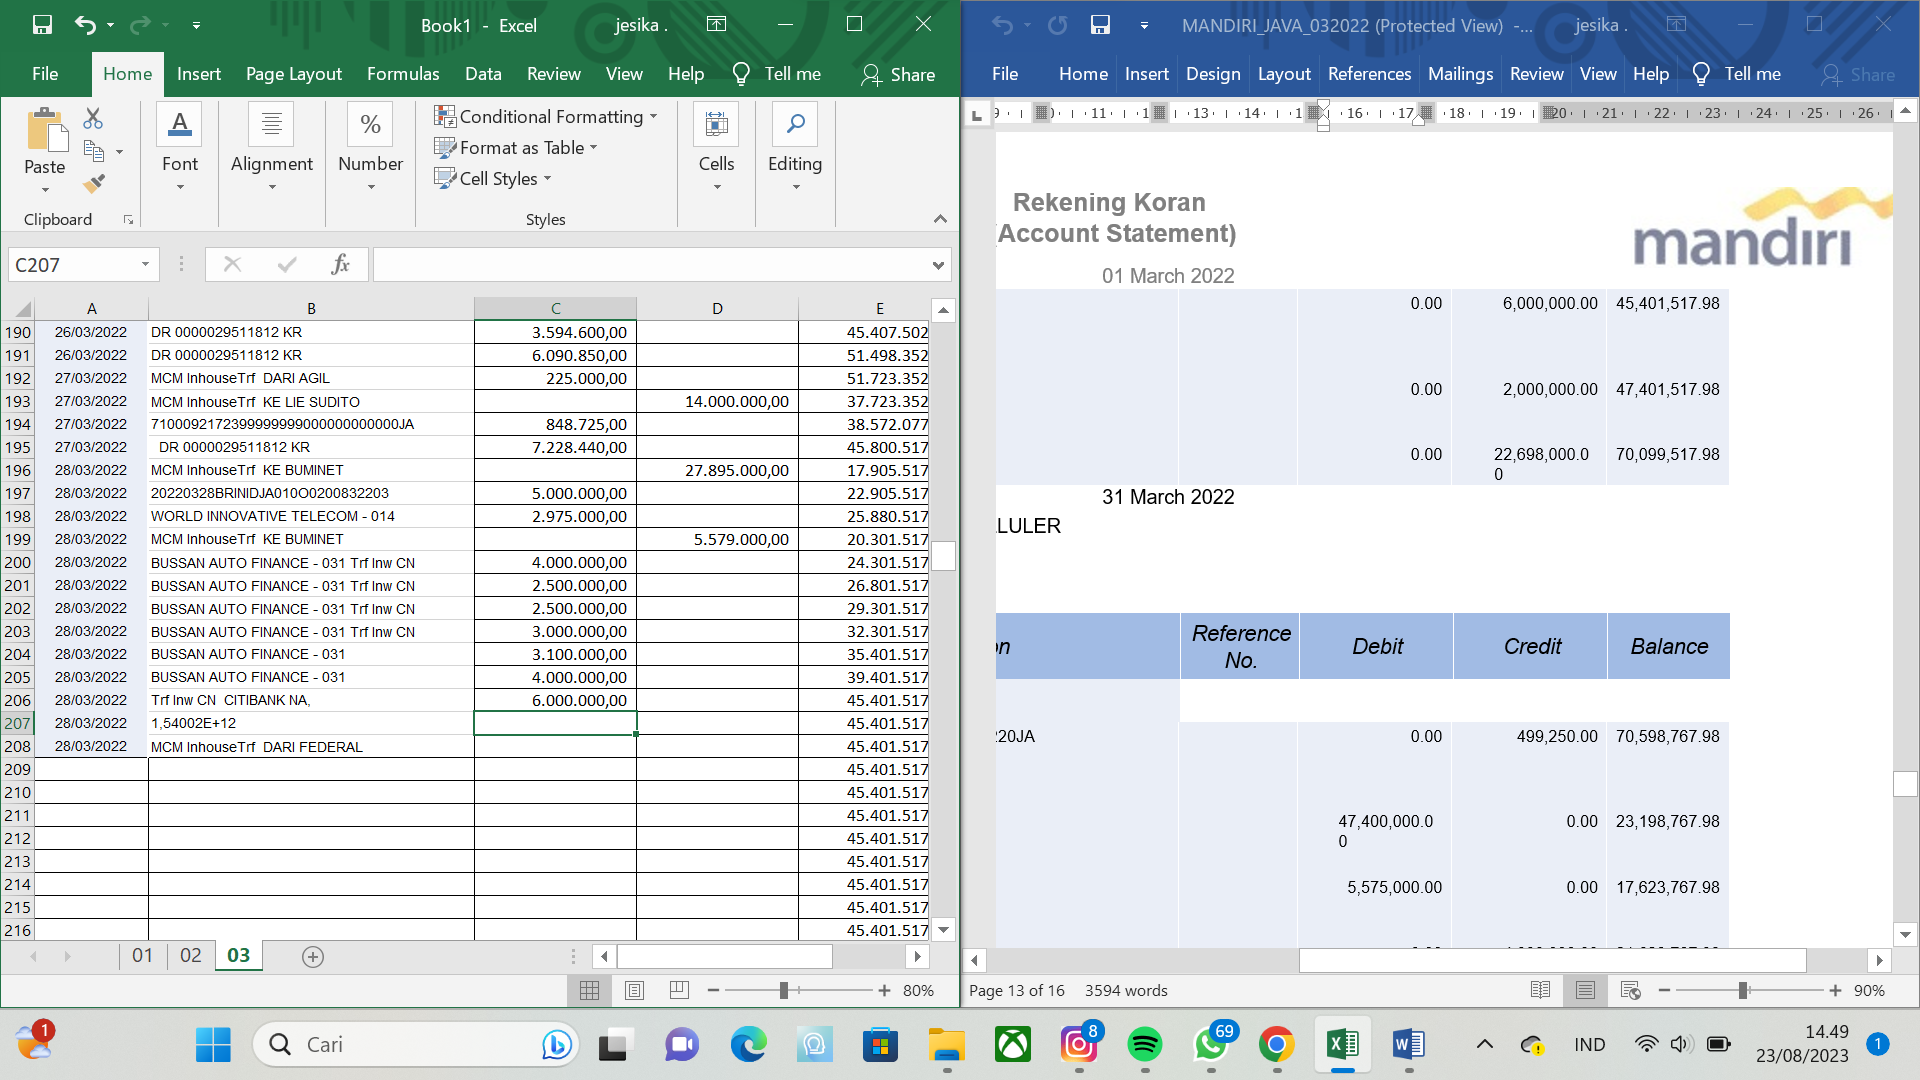 Book1 - Excel
jesika .
File Home Insert Page Layout Formulas Data Review View Help Tell me Share
Paste
Clipboard
A
Font
Alignment
%
Number
Conditional Formatting
Format as Table
Cell Styles
Styles
Cells
Editing
C207
fx
A B C D E
190 26/03/2022 DR 0000029511812 KR 3.594.600,00 45.407.502
191 26/03/2022 DR 0000029511812 KR 6.090.850,00 51.498.352
192 27/03/2022 MCM InhouseTrf DARI AGIL 225.000,00 51.723.352
193 27/03/2022 MCM InhouseTrf KE LIE SUDITO 14.000.000,00 37.723.352
194 27/03/2022 848.725,00 38.572.077
195 27/03/2022 DR 0000029511812 KR 7.228.440,00 45.800.517
196 28/03/2022 MCM InhouseTrf KE BUMINET 27.895.000,00 17.905.517
197 28/03/2022 20220328BRINIDJA010O0200832203 5.000.000,00 22.905.517
198 28/03/2022 WORLD INNOVATIVE TELECOM - 014 2.975.000,00 25.880.517
199 28/03/2022 MCM InhouseTrf KE BUMINET 5.579.000,00 20.301.517
200 28/03/2022 BUSSAN AUTO FINANCE - 031 Trf Inw CN 4.000.000,00 24.301.517
201 28/03/2022 BUSSAN AUTO FINANCE - 031 Trf Inw CN 2.500.000,00 26.801.517
202 28/03/2022 BUSSAN AUTO FINANCE - 031 Trf Inw CN 2.500.000,00 29.301.517
203 28/03/2022 BUSSAN AUTO FINANCE - 031 Trf Inw CN 3.000.000,00 32.301.517
204 28/03/2022 BUSSAN AUTO FINANCE - 031 3.100.000,00 35.401.517
205 28/03/2022 BUSSAN AUTO FINANCE - 031 4.000.000,00 39.401.517
206 28/03/2022 Trf Inw CN CITIBANK NA, 6.000.000,00 45.401.517
207 28/03/2022 1,54002E+12 45.401.517
208 28/03/2022 MCM InhouseTrf DARI FEDERAL 45.401.517
209 45.401.517
210 45.401.517
211 45.401.517
212 45.401.517
213 45.401.517
214 45.401.517
215 45.401.517
216 45.401.517
01 02 03
80%
MANDIRI_JAVA_032022 (Protected View) -...
jesika .
File Home Insert Design Layout References Mailings Review View Help Tell me Share
9 11 1 13 14 1 16 17 18 19 20 21 22 23 24 25 26
Rekening Koran
(Account Statement)
mandiri
01 March 2022
0.00 6,000,000.00 45,401,517.98
0.00 2,000,000.00 47,401,517.98
0.00 22,698,000.0 70,099,517.98
0
31 March 2022
LULER
on Reference No. Debit Credit Balance
220JA 0.00 499,250.00 70,598,767.98
47,400,000.0 0.00 23,198,767.98
0
5,575,000.00 0.00 17,623,767.98
Page 13 of 16 3594 words
90%
1
Cari
8
69
IND
14.49
23/08/2023
1